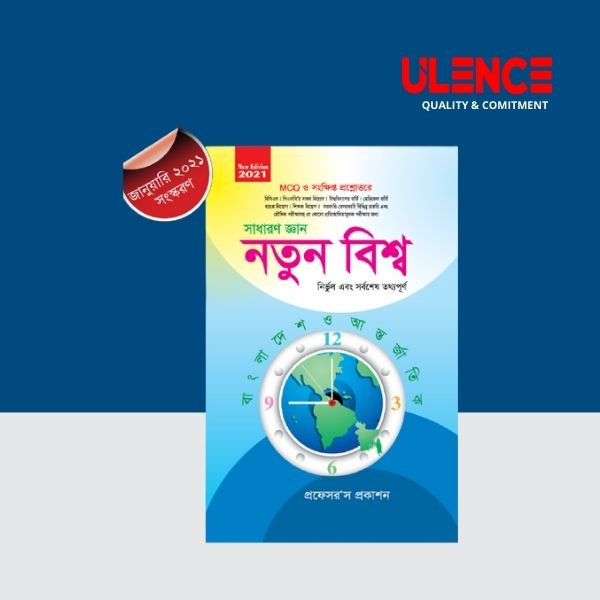 ULENCE
QUALITY & COMITMENT
জানুয়ারি ২০২১
সংস্করণ
New Edition
2021
MCQ ও সংক্ষিপ্ত প্রশ্নোত্তরে
সাধারণ জ্ঞান
নতুন বিশ্ব
নির্ভুল এবং সর্বশেষ তথ্যপূর্ণ
বাংলাদেশ ও আন্তর্জাতিক
12
9
3
6
প্রফেসর'স প্রকাশন